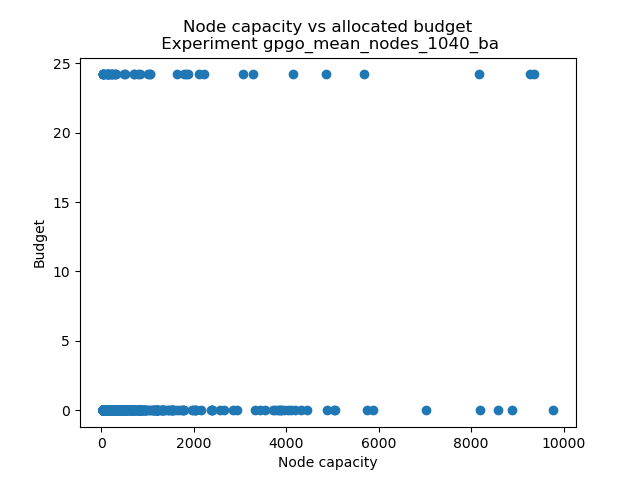 Node capacity vs allocated budget
Experiment gpgo_mean_nodes_1040_ba
25
20
15
10
5
0
Budget
0 2000 4000 6000 8000 10000
Node capacity